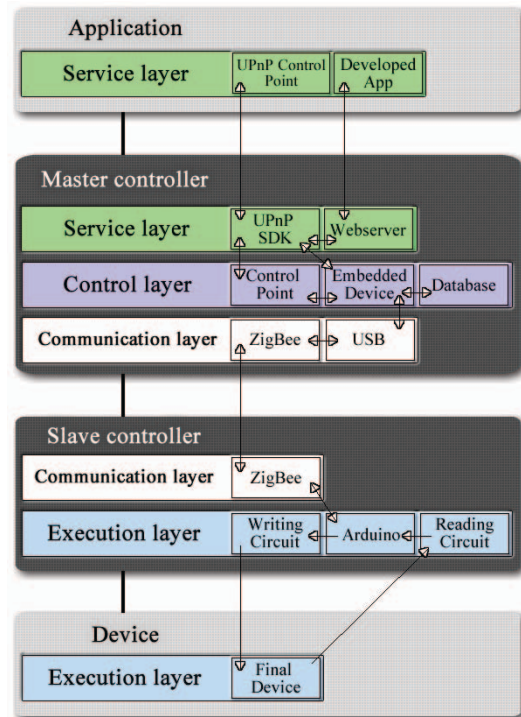 Application
Service layer
UPnP Control
Point
Developed
App
Master controller
Service layer
UPnP
SDK
Webserver
Control layer
Control
Point
Embedded
Device
Database
Communication layer
ZigBee
USB
Slave controller
Communication layer
ZigBee
Execution layer
Writing
Circuit
Arduino
Reading
Circuit
Device
Execution layer
Final
Device